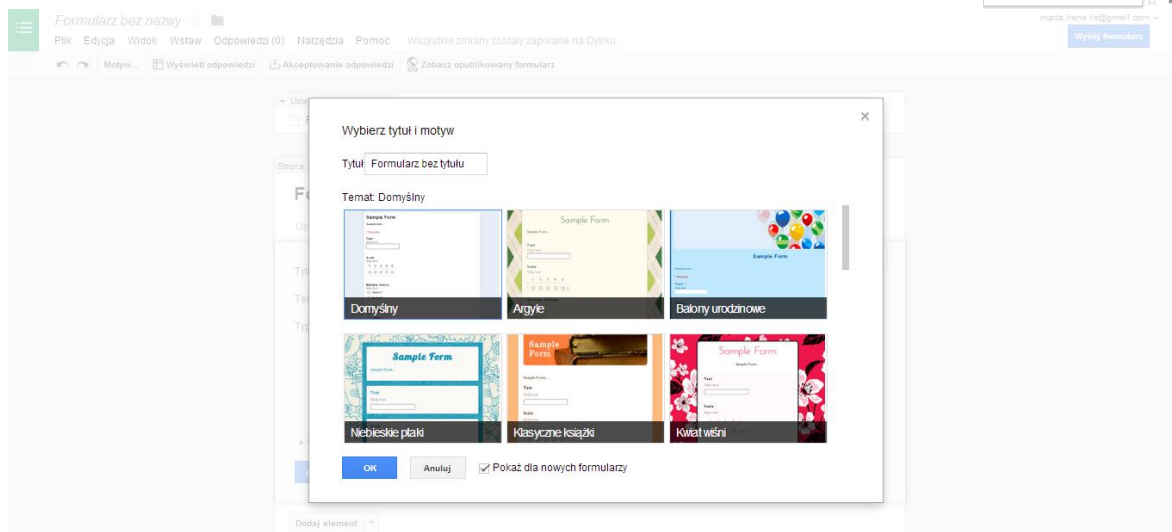 Formularz bez nazwy
marta.irena.lis@gmail.com
Plik Edycja Widok Wstaw Odpowiedzi (0) Narzędzia Pomoc Wszystkie zmiany zostały zapisane na Dysku
Wyślij formularz
Motyw... Wyświetl odpowiedzi Akceptowanie odpowiedzi Zobacz opublikowany formularz
Wybierz tytuł i motyw
Tytuł Formularz bez tytułu
Strona
Temat: Domyślny
Sample Form
Sample Form
Sample Form
Domyślny
Argyle
Balony urodzinowe
Sample Form
Sample Form
Sample Form
Niebieskie ptaki
Klasyczne książki
Kwiat wiśni
OK Anuluj Pokaż dla nowych formularzy
Dodaj element